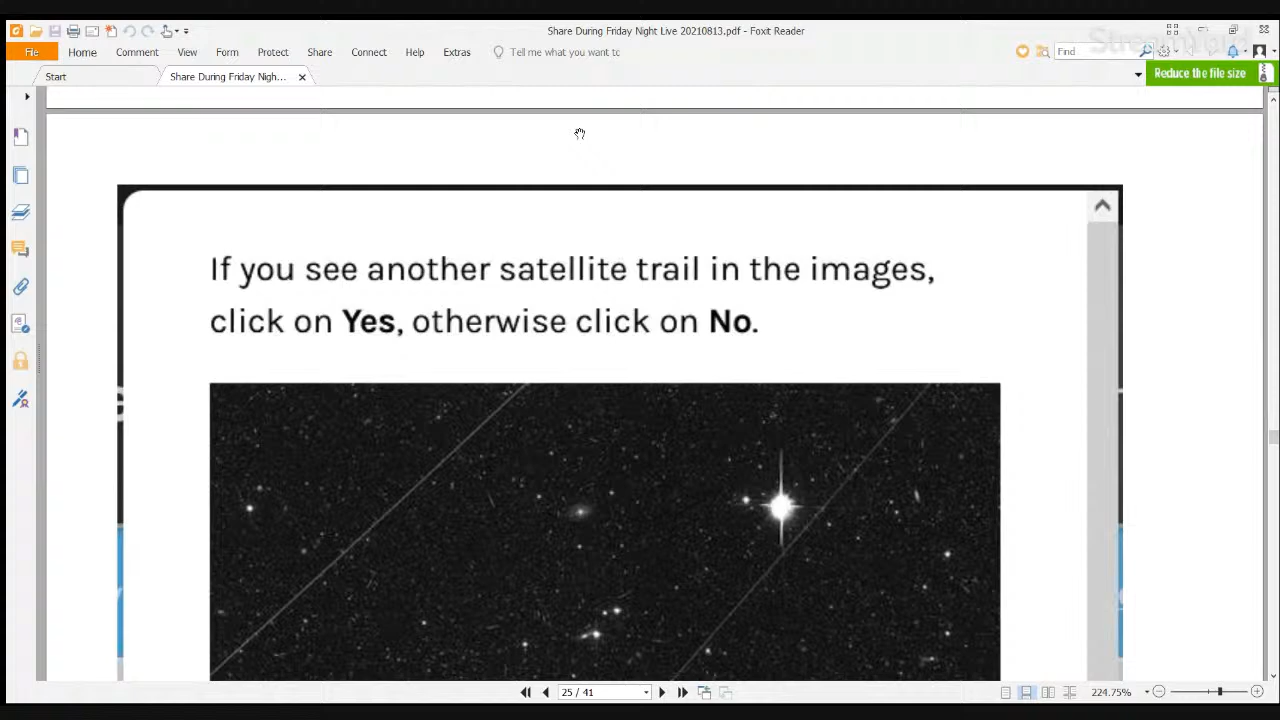 Share During Friday Night Live 20210813.pdf - Foxit Reader
File Home Comment View Form Protect Share Connect Help Extras Tell me what you want tc Find
Start Share During Friday Nigh... Reduce the file size
If you see another satellite trail in the images,
click on Yes, otherwise click on No.
25 / 41 224.75%